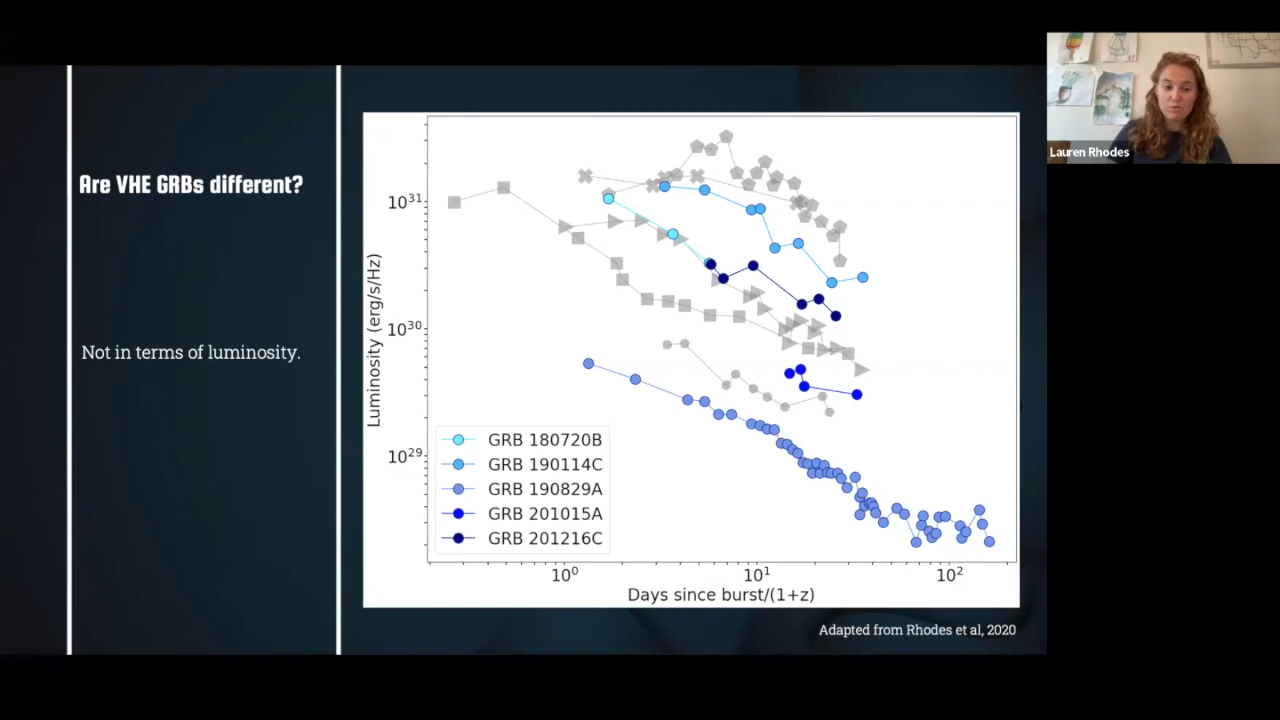 Are VHE GRBs different?
Not in terms of luminosity.
Luminosity (erg/s/Hz)
10³¹
10³⁰
10²⁹
GRB 180720B
GRB 190114C
GRB 190829A
GRB 201015A
GRB 201216C
10⁰
10¹
10²
Days since burst/(1+z)
Adapted from Rhodes et al, 2020
Lauren Rhodes